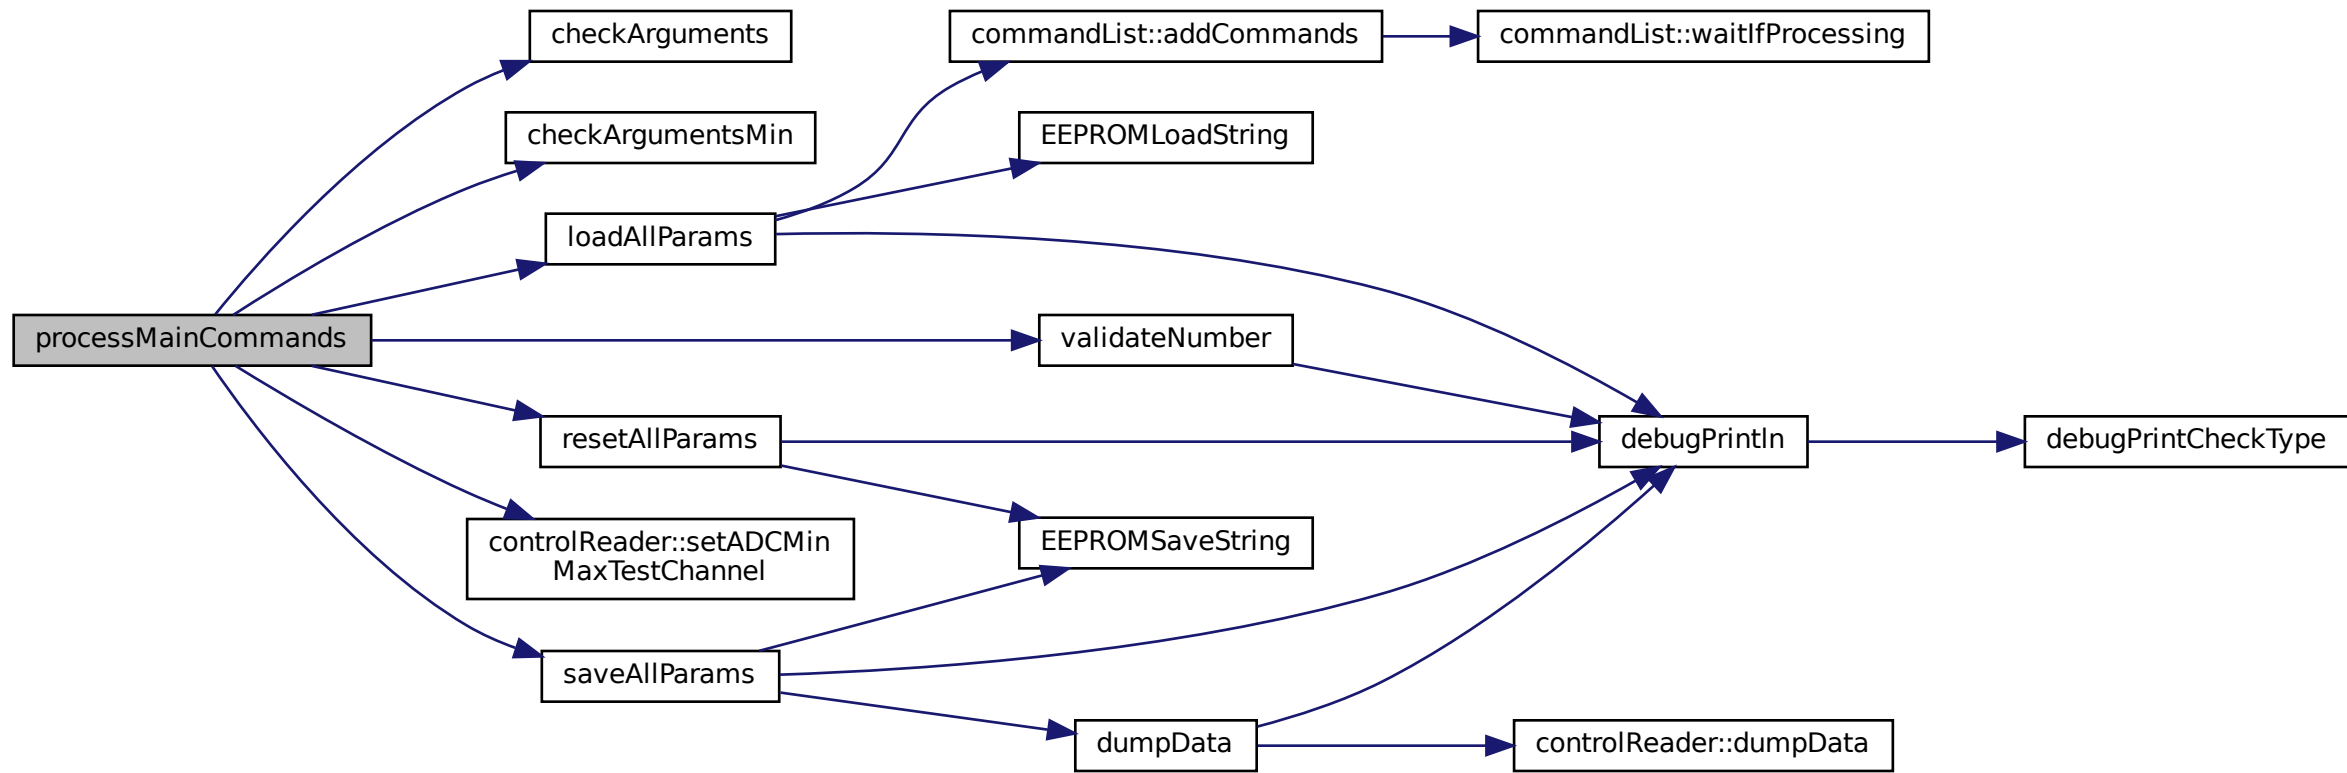 checkArguments
commandList::addCommands
commandList::waitIfProcessing
checkArgumentsMin
EEPROMLoadString
loadAllParams
processMainCommands
validateNumber
resetAllParams
debugPrintln
debugPrintCheckType
controlReader::setADCMin
MaxTestChannel
EEPROMSaveString
saveAllParams
dumpData
controlReader::dumpData